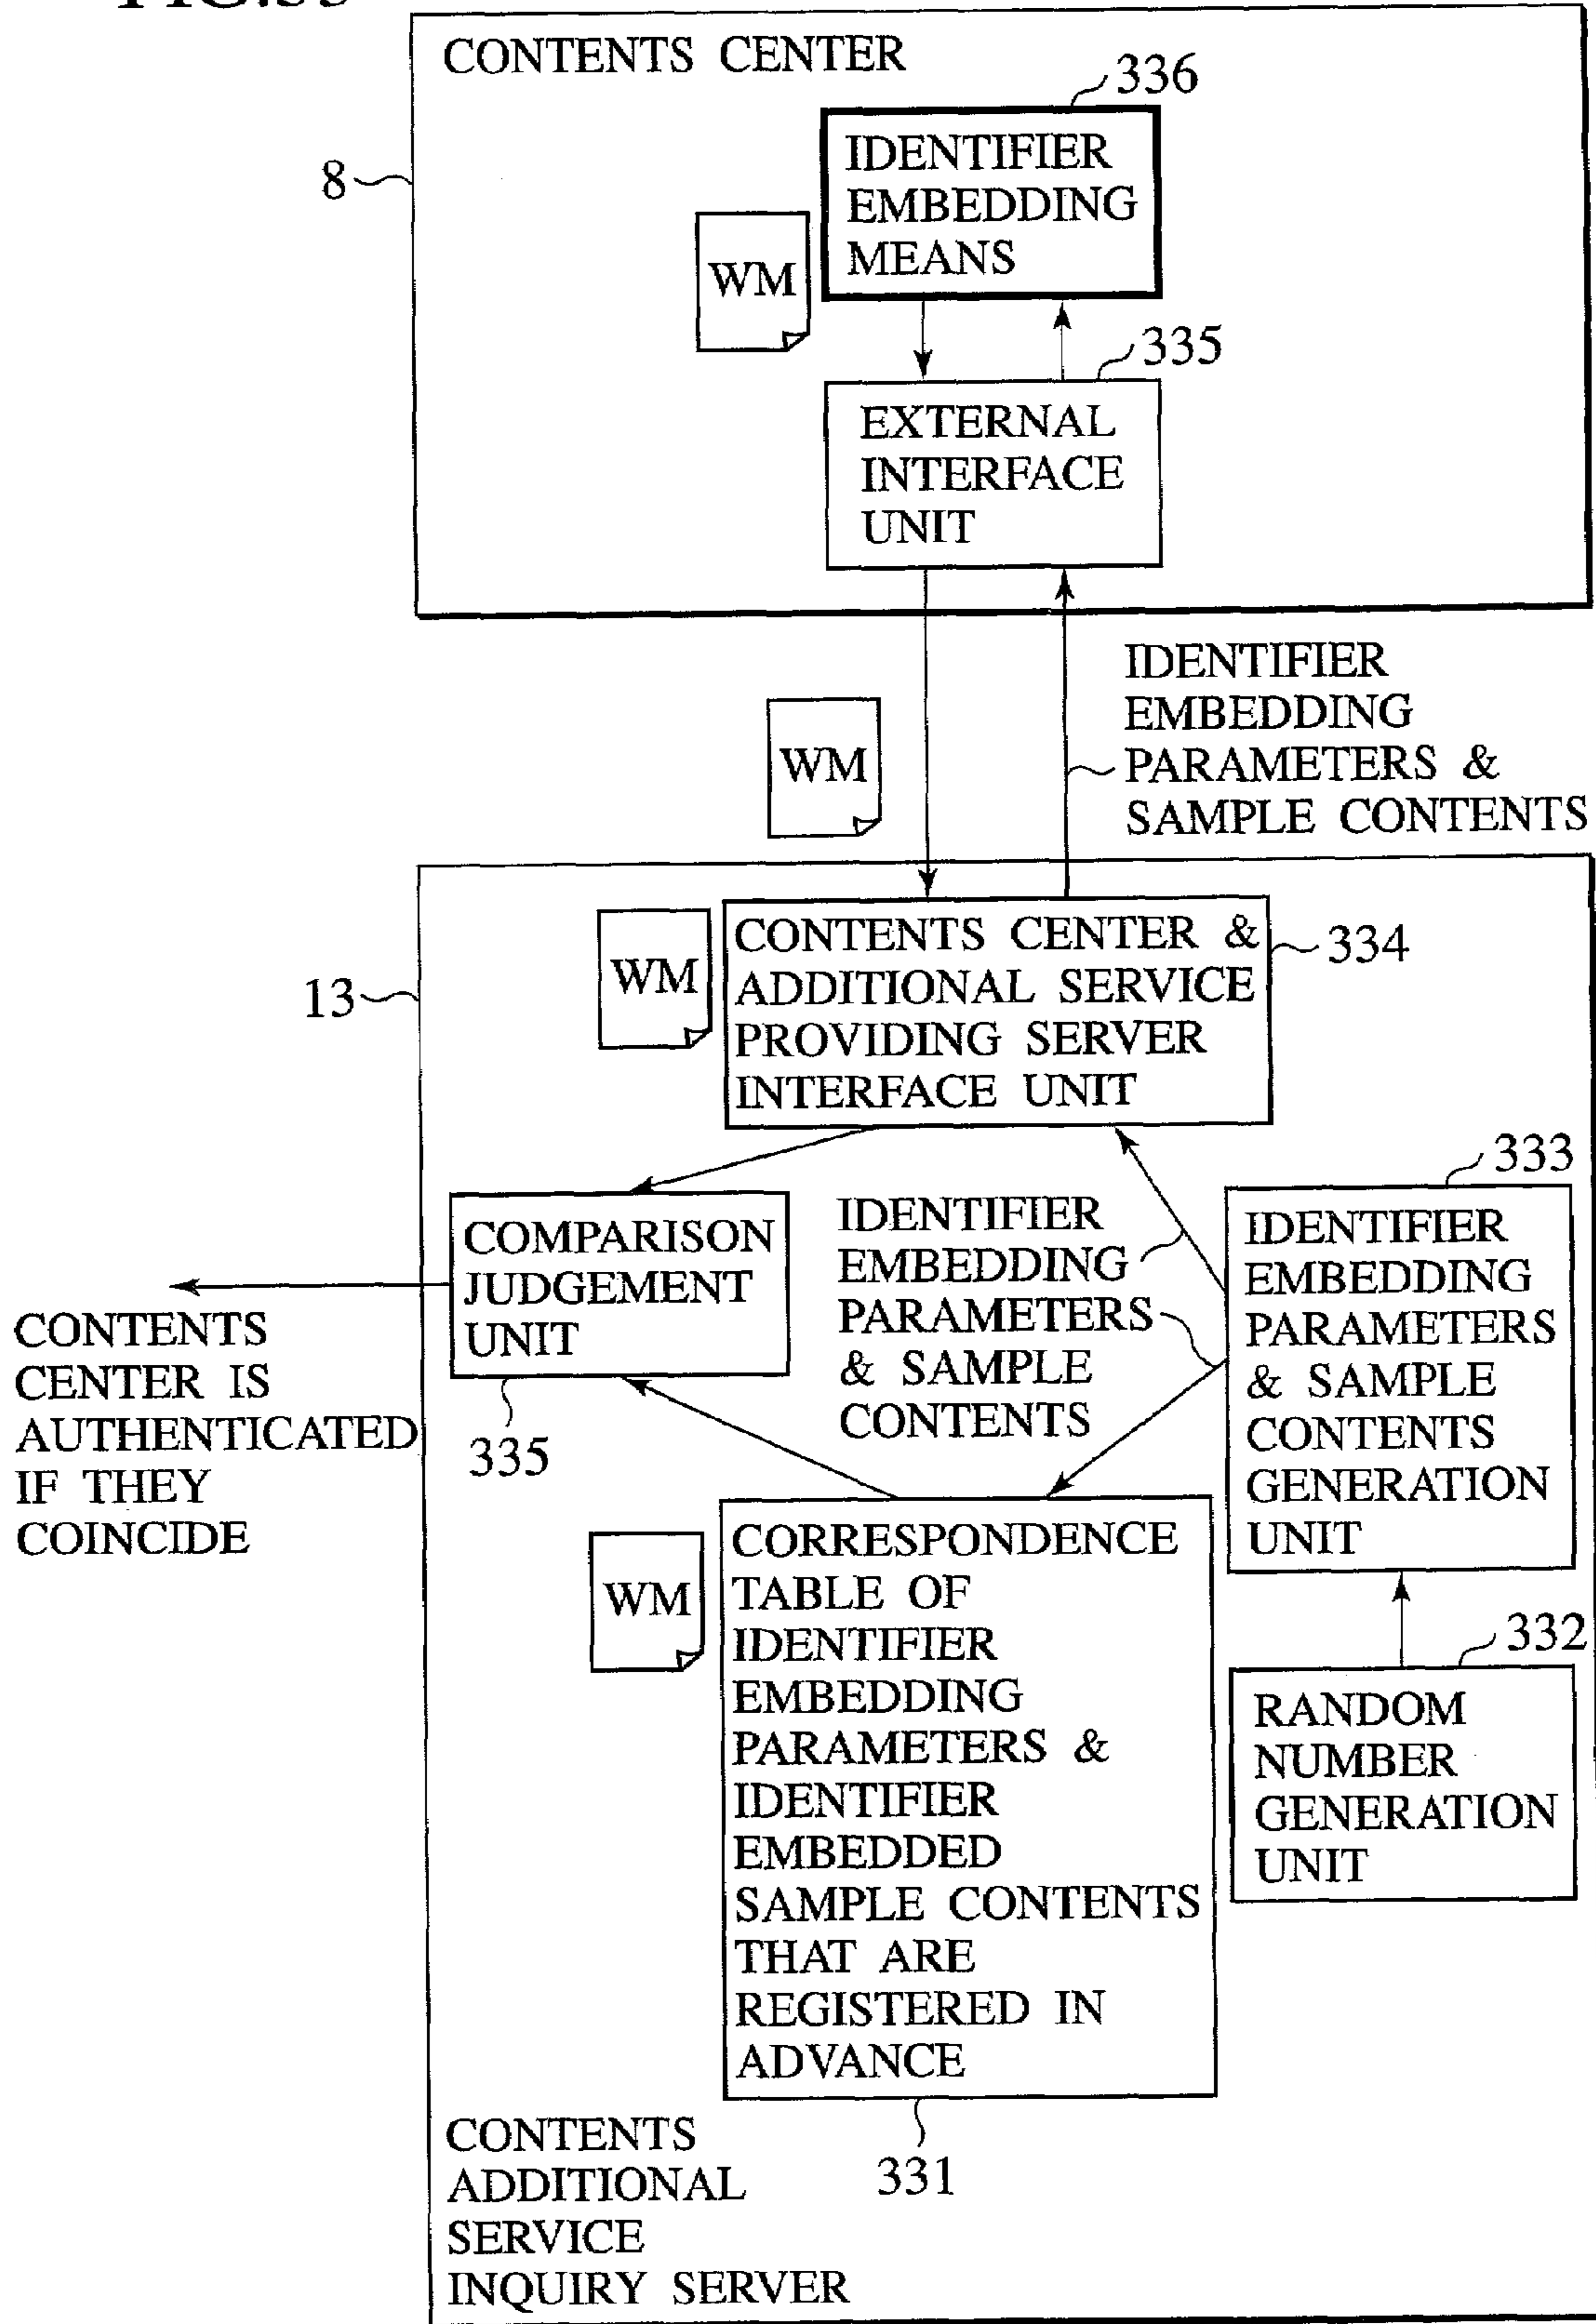 CONTENTS CENTER
336
IDENTIFIER
EMBEDDING
MEANS
8
WM
335
EXTERNAL
INTERFACE
UNIT
IDENTIFIER
EMBEDDING
PARAMETERS &
SAMPLE CONTENTS
WM
13
WM
CONTENTS CENTER &
ADDITIONAL SERVICE
PROVIDING SERVER
INTERFACE UNIT
334
333
COMPARISON
JUDGEMENT
UNIT
335
IDENTIFIER
EMBEDDING
PARAMETERS
& SAMPLE
CONTENTS
IDENTIFIER
EMBEDDING
PARAMETERS
& SAMPLE
CONTENTS
GENERATION
UNIT
CONTENTS
CENTER IS
AUTHENTICATED
IF THEY
COINCIDE
WM
CORRESPONDENCE
TABLE OF
IDENTIFIER
EMBEDDING
PARAMETERS &
IDENTIFIER
EMBEDDED
SAMPLE CONTENTS
THAT ARE
REGISTERED IN
ADVANCE
331
332
RANDOM
NUMBER
GENERATION
UNIT
CONTENTS
ADDITIONAL
SERVICE
INQUIRY SERVER